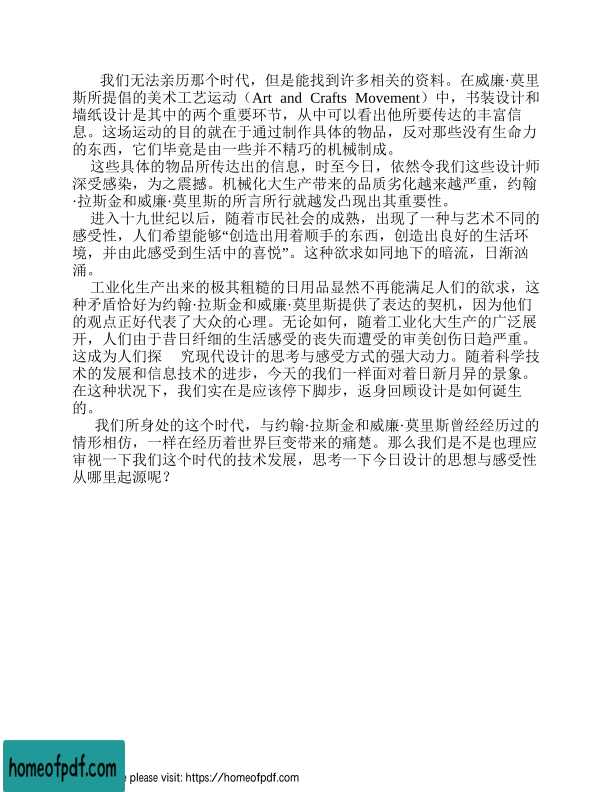 我们无法亲历那个时代，但是能找到许多相关的资料。在威廉·莫里
斯所提倡的美术工艺运动（Art and Crafts Movement）中，书装设计和
墙纸设计是其中的两个重要环节，从中可以看出他所要传达的丰富信
息。这场运动的目的就在于通过制作具体的物品，反对那些没有生命力
的东西，它们毕竟是由一些并不精巧的机械制成。
这些具体的物品所传达出的信息，时至今日，依然令我们这些设计师
深受感染，为之震撼。机械化大生产带来的品质劣化越来越严重，约翰
·拉斯金和威廉·莫里斯的所言所行就越发凸现出其重要性。
进入十九世纪以后，随着市民社会的成熟，出现了一种与艺术不同的
感受性，人们希望能够“创造出用着顺手的东西，创造出良好的生活环
境，并由此感受到生活中的喜悦”。这种欲求如同地下的暗流，日渐汹
涌。
工业化生产出来的极其粗糙的日用品显然不再能满足人们的欲求，这
种矛盾恰好为约翰·拉斯金和威廉·莫里斯提供了表达的契机，因为他们
的观点正好代表了大众的心理。无论如何，随着工业化大生产的广泛展
开，人们由于昔日纤细的生活感受的丧失而遭受的审美创伤日趋严重。
这成为人们探 究现代设计的思考与感受方式的强大动力。随着科学技
术的发展和信息技术的进步，今天的我们一样面对着日新月异的景象。
在这种状况下，我们实在是应该停下脚步，返身回顾设计是如何诞生
的。
我们所身处的这个时代，与约翰·拉斯金和威廉·莫里斯曾经经历过的
情形相仿，一样在经历着世界巨变带来的痛楚。那么我们是不是也理应
审视一下我们这个时代的技术发展，思考一下今日设计的思想与感受性
从哪里起源呢？
homeofpdf.com
e please visit: https://homeofpdf.com